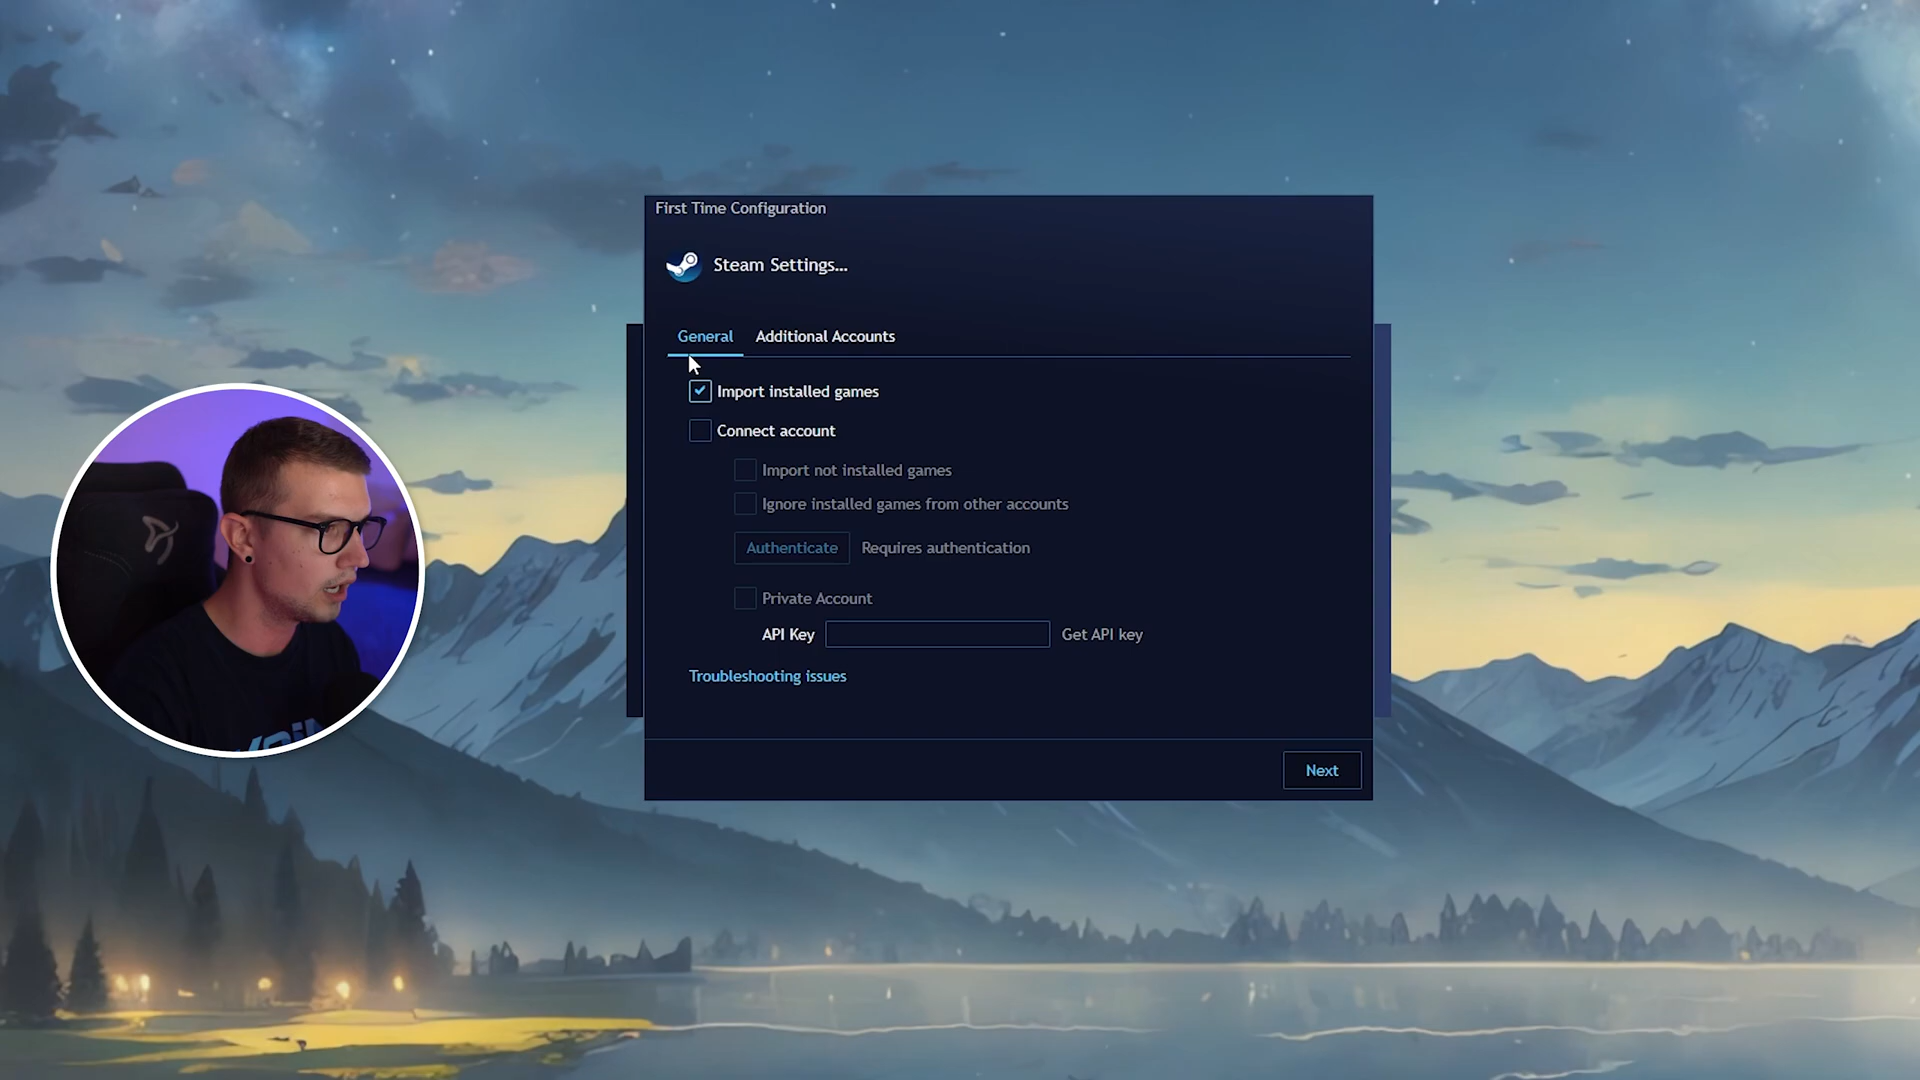 First Time Configuration
Steam Settings...
General Additional Accounts
Import installed games
Connect account
Import not installed games
Ignore installed games from other accounts
Authenticate Requires authentication
Private Account
API Key Get API key
Troubleshooting issues
Next